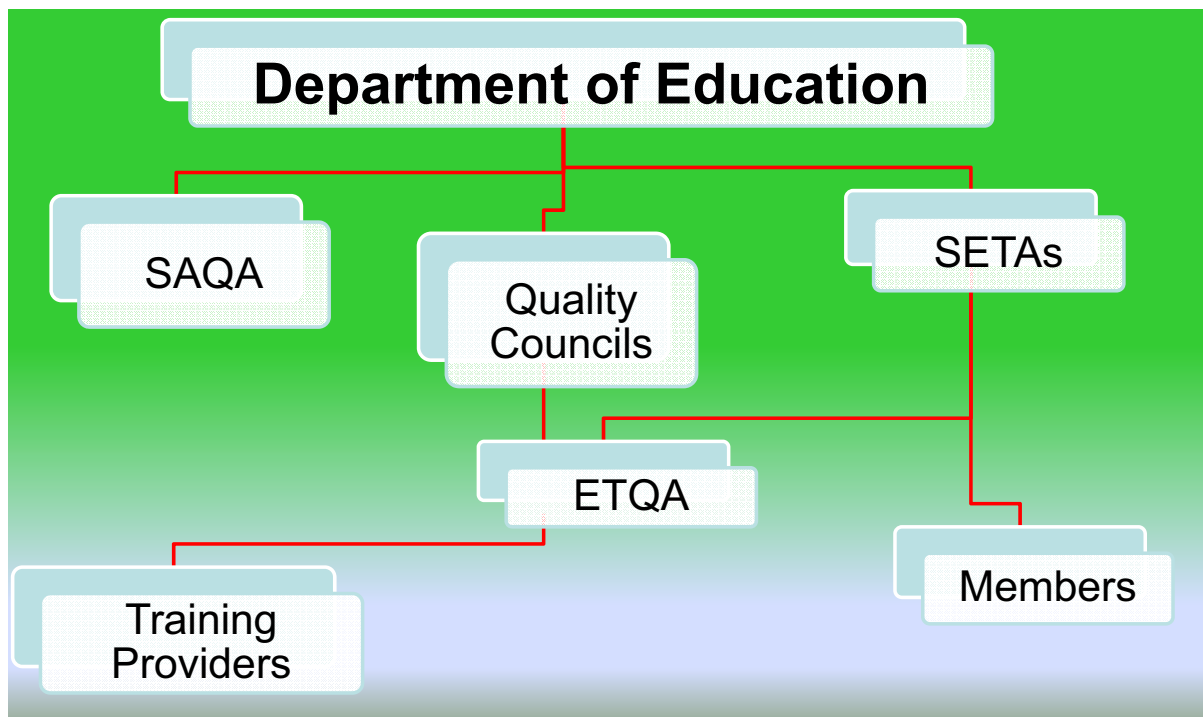 Department of Education
SAQA
Quality
Councils
SETAs
ETQA
Training
Providers
Members